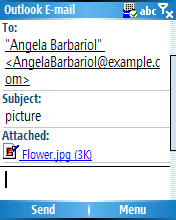 Outlook E-mail abc
To:
"Angela Barbariol"
<AngelaBarbariol@example.c
om>
Subject:
picture
Attached:
Flower.jpg (3K)
Send Menu